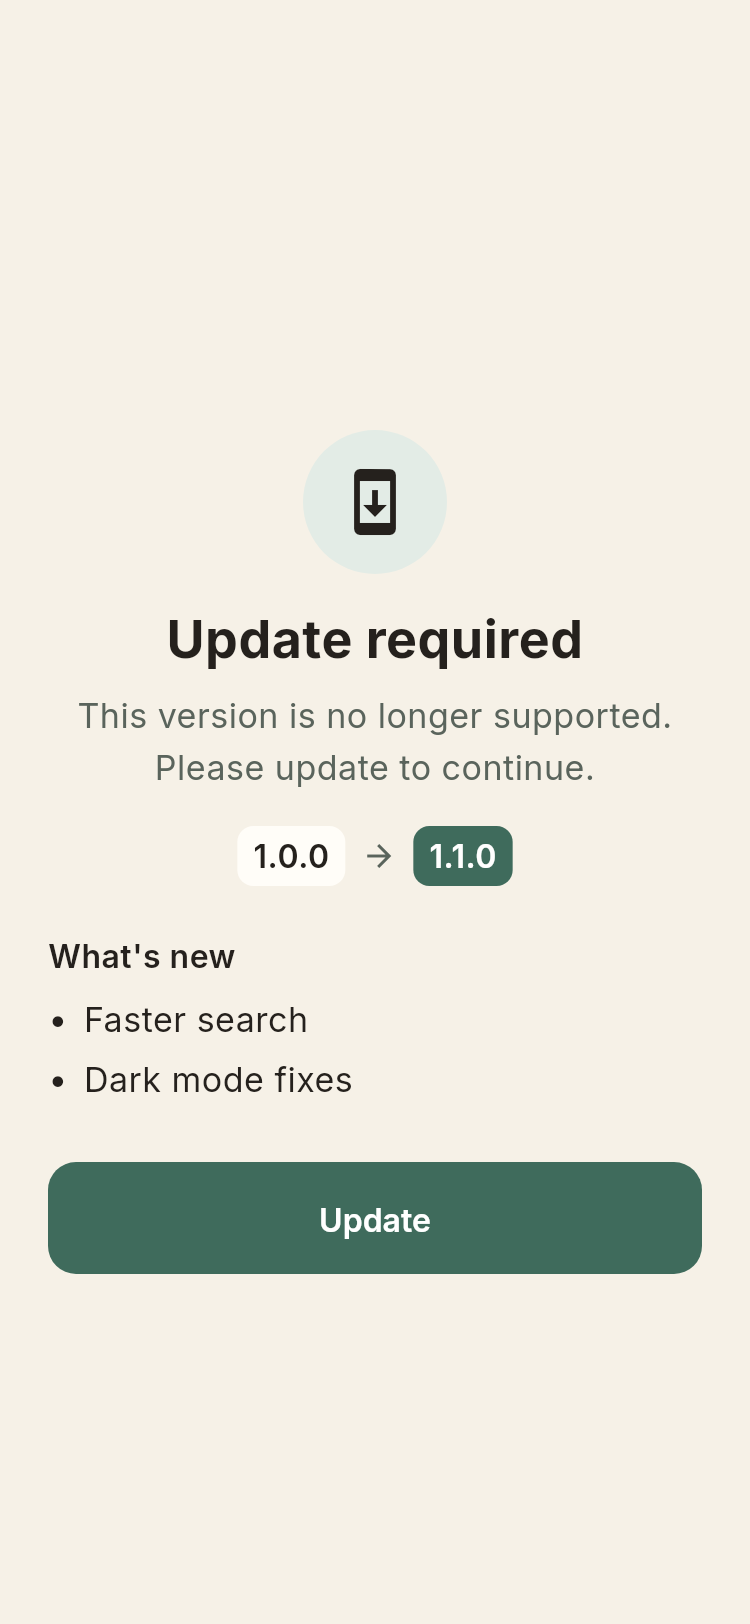 Update required
This version is no longer supported.
Please update to continue.
1.0.0 → 1.1.0
What's new
• Faster search
• Dark mode fixes
Update